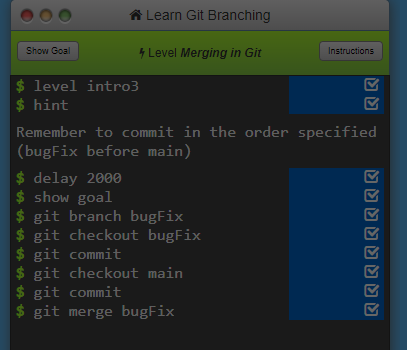 Learn Git Branching
Show Goal
Level Merging in Git
Instructions
$ level intro3
$ hint
Remember to commit in the order specified
(bugFix before main)
$ delay 2000
$ show goal
$ git branch bugFix
$ git checkout bugFix
$ git commit
$ git checkout main
$ git commit
$ git merge bugFix